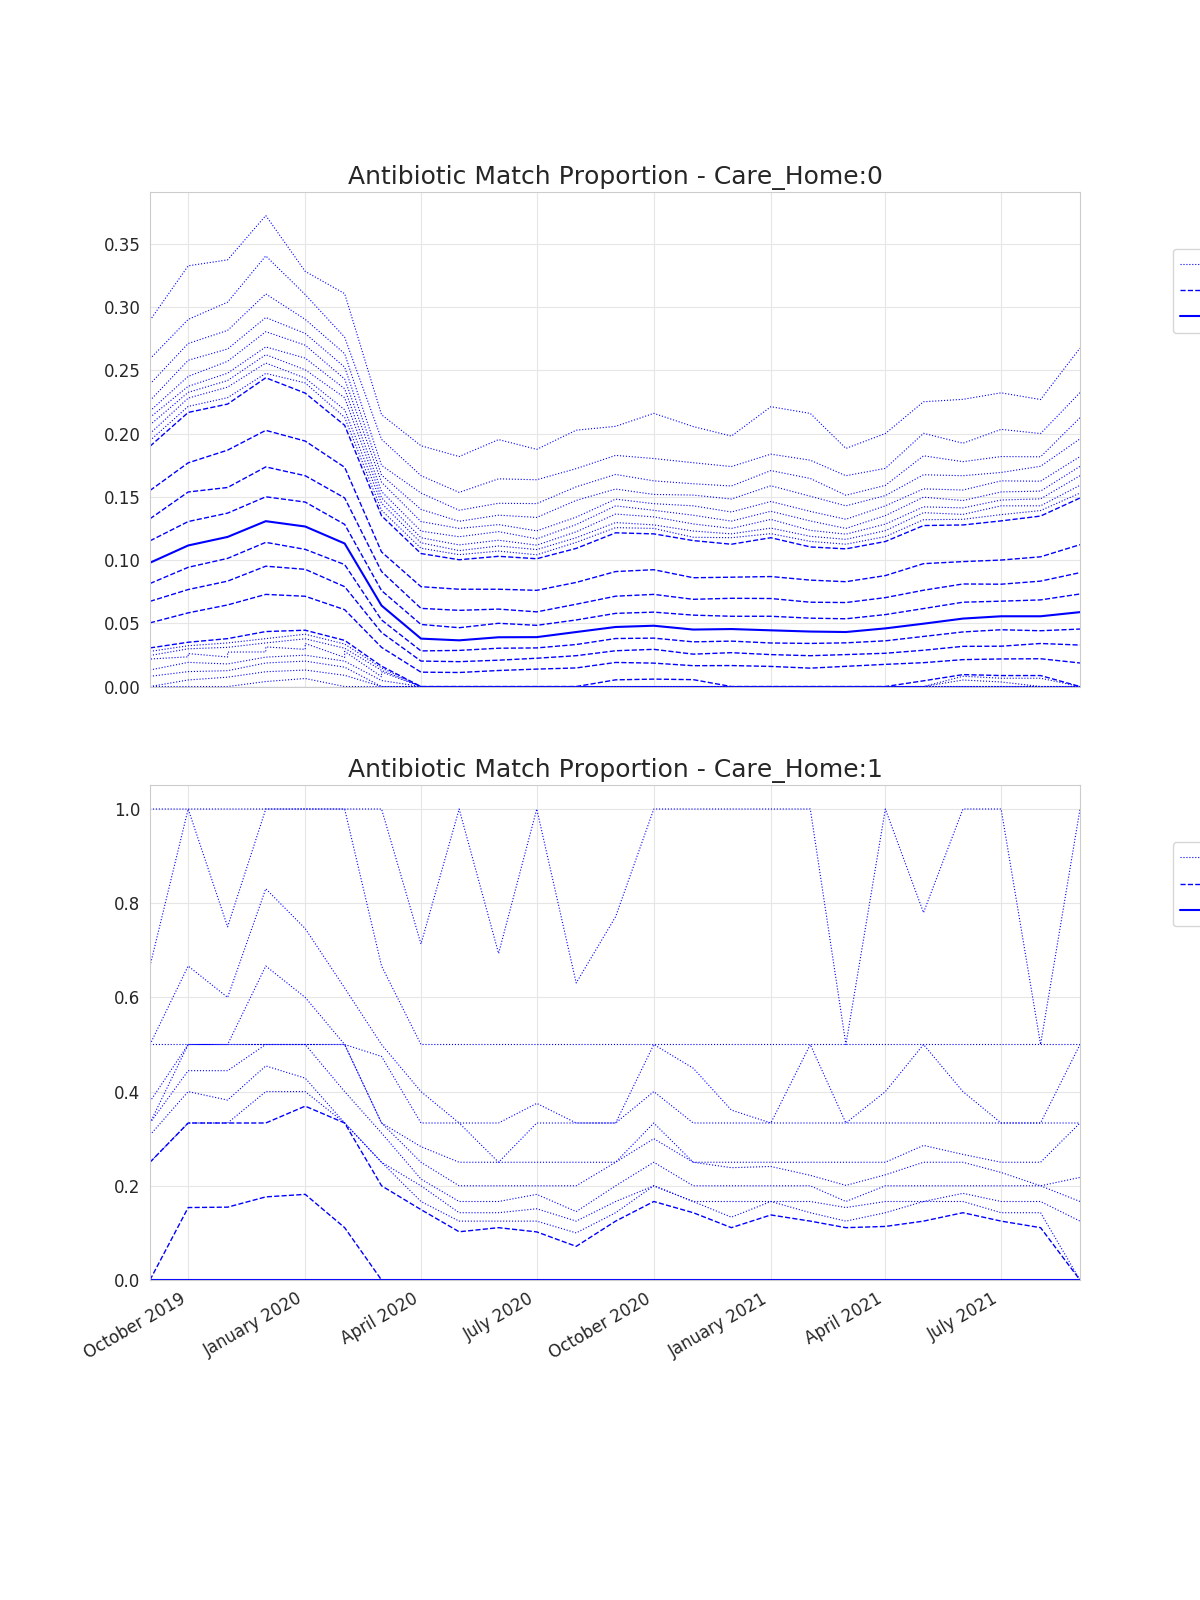 Antibiotic Match Proportion - Care_Home:0
0.35
0.30
0.25
0.20
0.15
0.10
0.05
0.00
Antibiotic Match Proportion - Care_Home:1
1.0
0.8
0.6
0.4
0.2
0.0
October 2019
January 2020
April 2020
July 2020
October 2020
January 2021
April 2021
July 2021